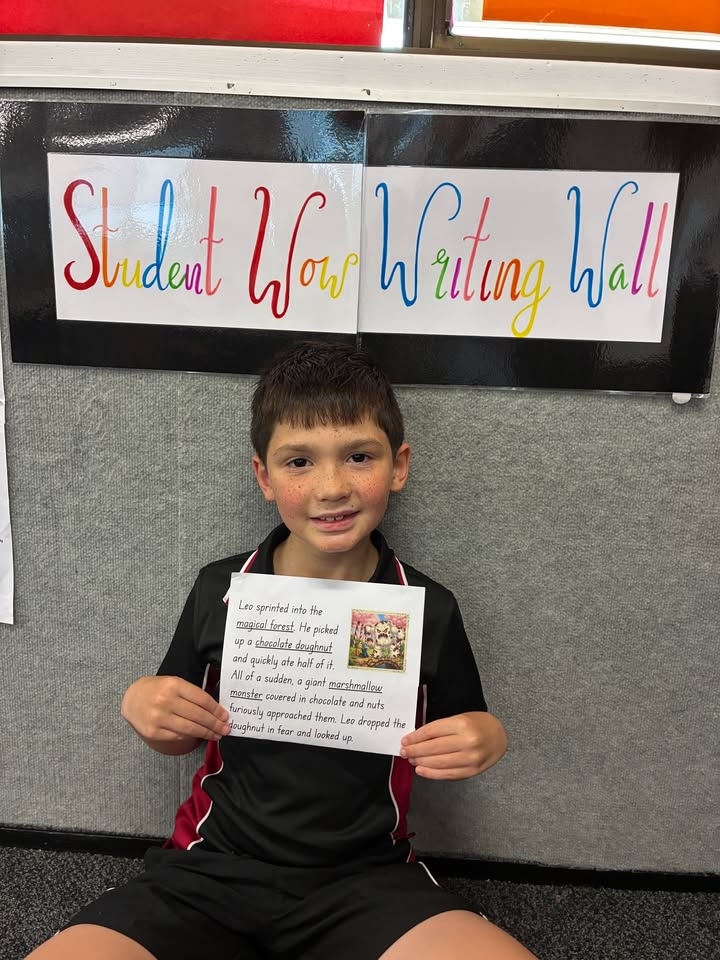 Student Wow Writing Wall
Leo sprinted into the
magical forest. He picked
up a chocolate doughnut
and quickly ate half of it.
All of a sudden, a giant marshmallow
monster covered in chocolate and nuts
furiously approached them. Leo dropped the
doughnut in fear and looked up.